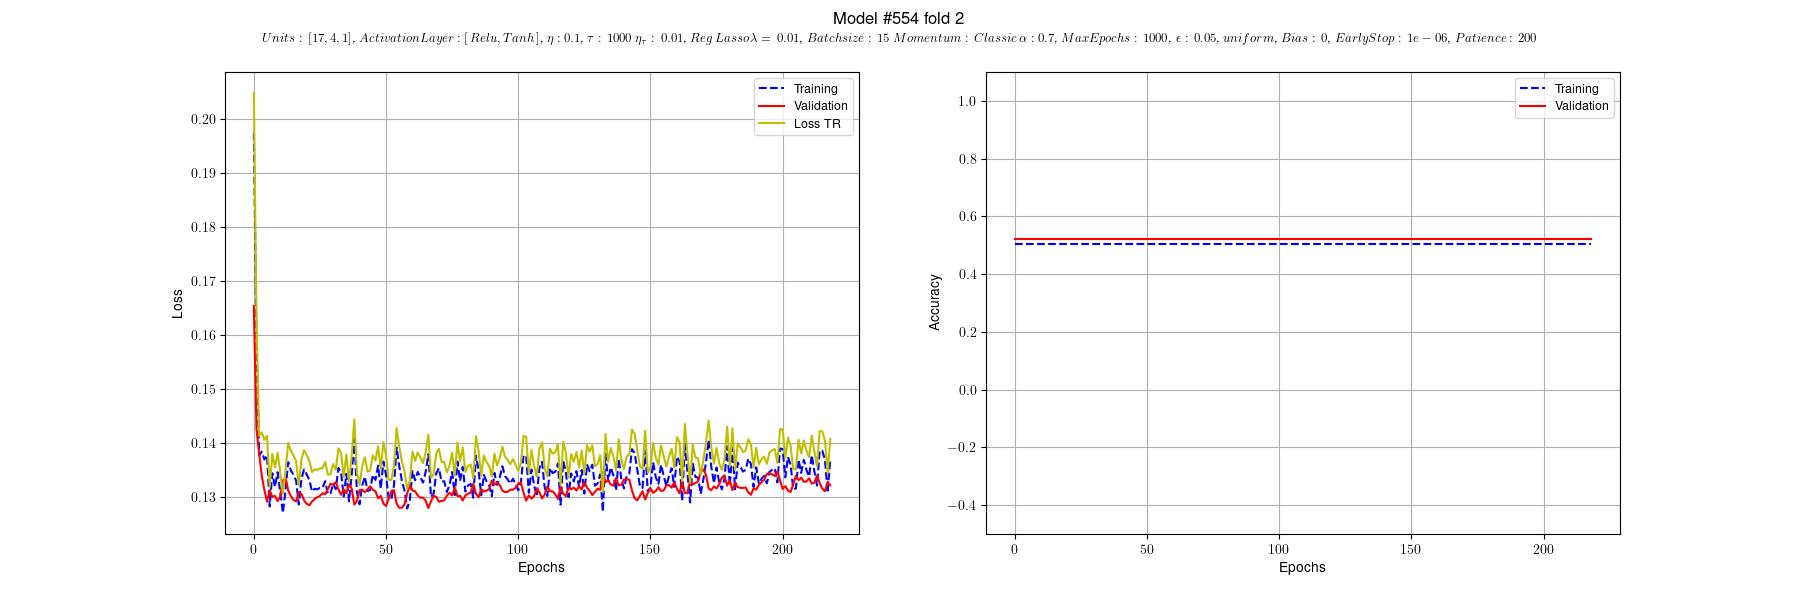 Model #554 fold 2
Units : [17, 4, 1], ActivationLayer : [ Relu, Tanh ], η : 0.1, τ : 1000 ητ : 0.01, Reg Lassoλ = 0.01, Batchsize : 15 Momentum : Classic α : 0.7, MaxEpochs : 1000, ϵ : 0.05, uniform, Bias : 0, EarlyStop : 1e − 06, Patience : 200
Training
Validation
Loss TR
0.20
0.19
0.18
0.17
0.16
0.15
0.14
0.13
Loss
0
50
100
150
200
Epochs
Training
Validation
1.0
0.8
0.6
0.4
0.2
0.0
−0.2
−0.4
Accuracy
0
50
100
150
200
Epochs